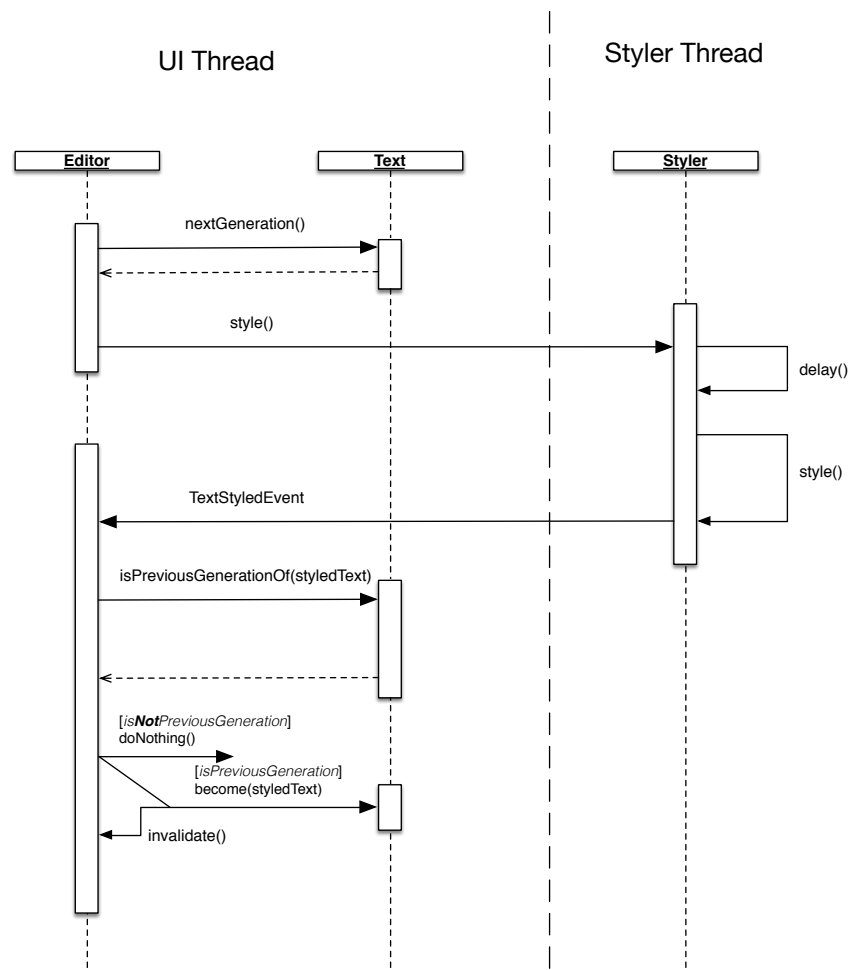 UI Thread
Styler Thread
Editor
Text
Styler
nextGeneration()
style()
delay()
style()
TextStyledEvent
isPreviousGenerationOf(styledText)
[isNotPreviousGeneration]
doNothing()
[isPreviousGeneration]
become(styledText)
invalidate()